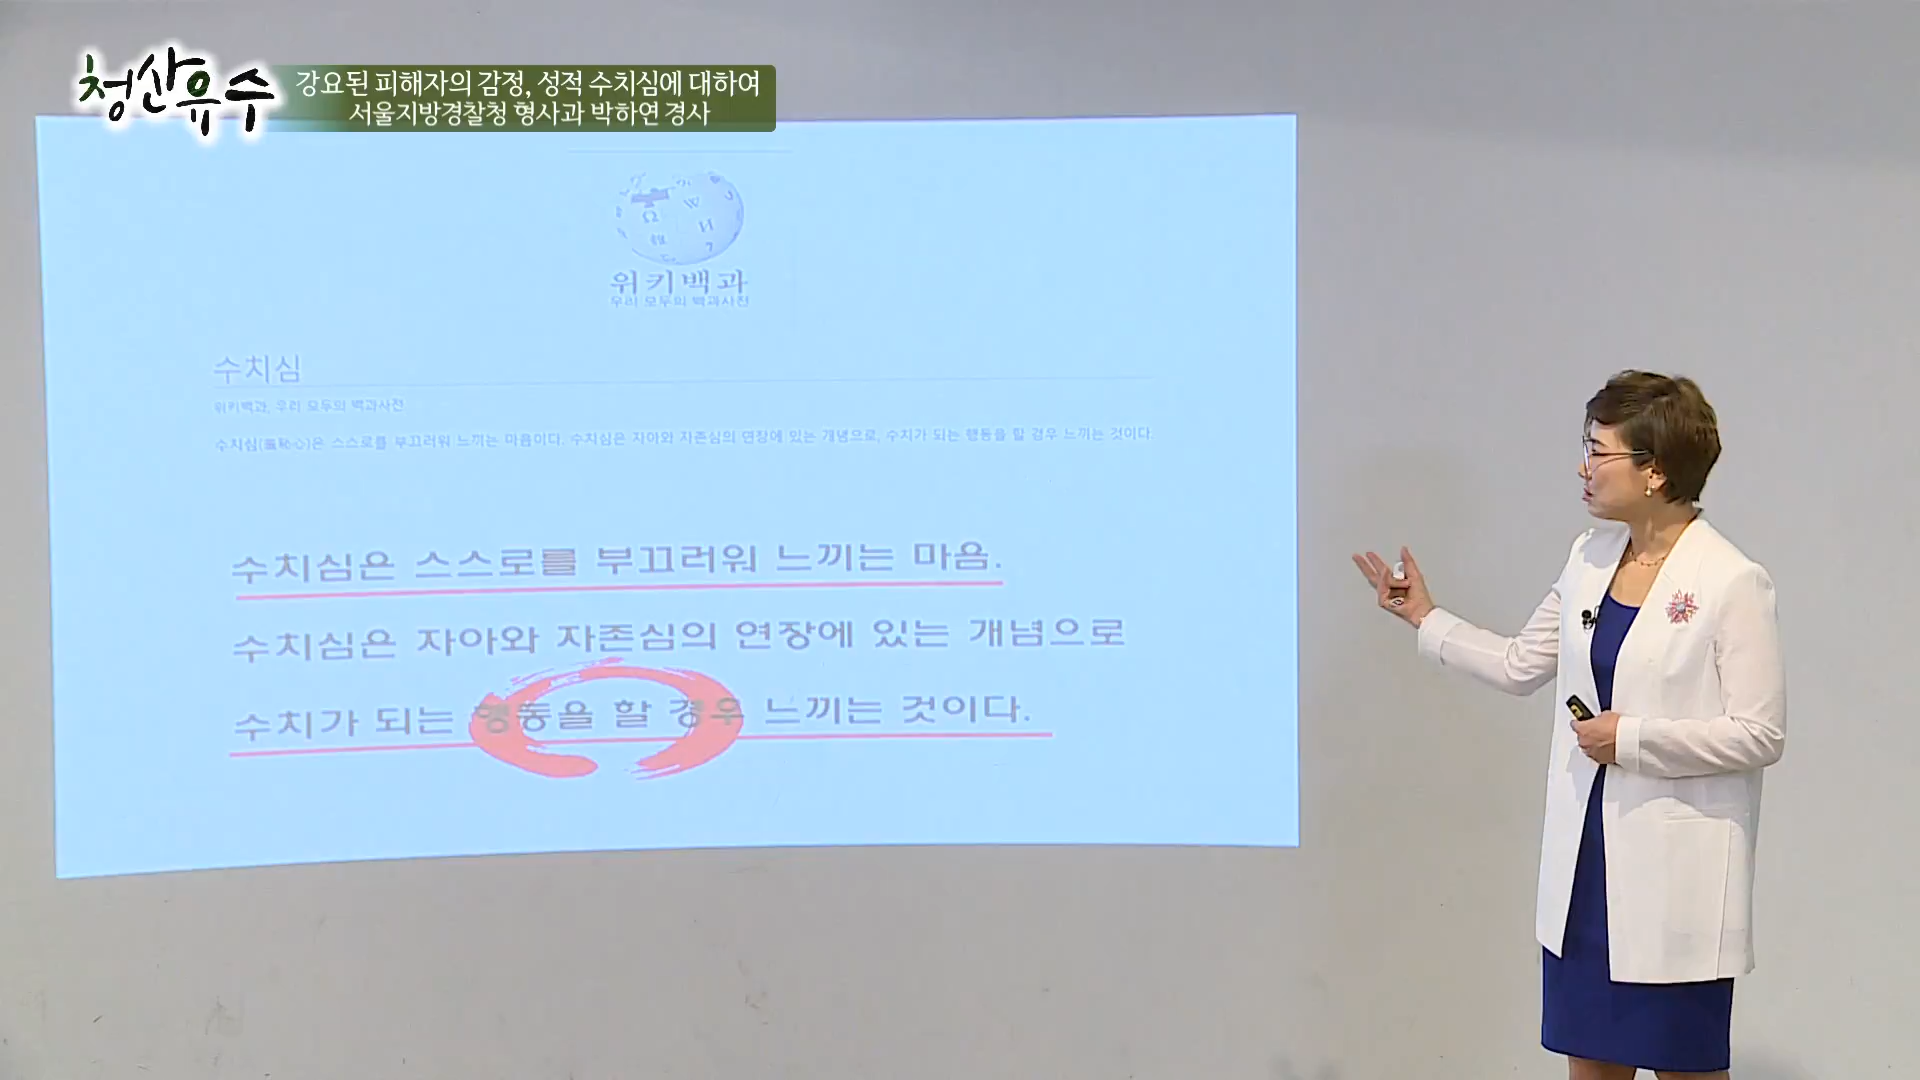 청산유수
강요된 피해자의 감정, 성적 수치심에 대하여
서울지방경찰청 형사과 박하연 경사
위키백과
우리 모두의 백과사전
수치심
위키백과, 우리 모두의 백과사전
수치심(羞恥心)은 스스로를 부끄러워 느끼는 마음이다. 수치심은 자아와 자존심의 연장에 있는 개념으로, 수치가 되는 행동을 할 경우 느끼는 것이다.
수치심은 스스로를 부끄러워 느끼는 마음.
수치심은 자아와 자존심의 연장에 있는 개념으로
수치가 되는 행동을 할 경우 느끼는 것이다.